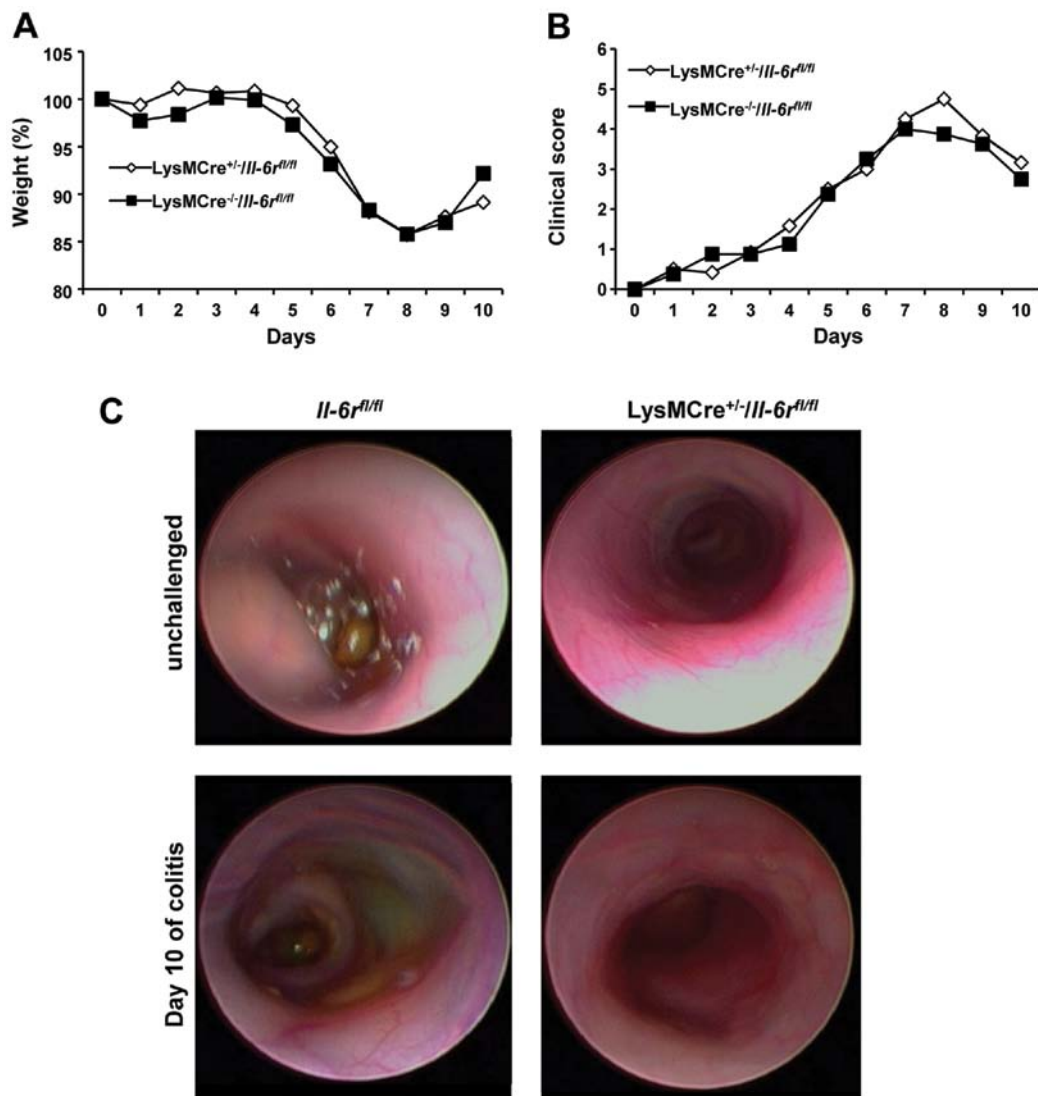 A
105
100
95
90
85
80
Weight (%)
LysMCre+/-/Il-6rfl/fl
LysMCre-/-/Il-6rfl/fl
0 1 2 3 4 5 6 7 8 9 10
Days
B
6
5
4
3
2
1
0
Clinical score
LysMCre+/-/Il-6rfl/fl
LysMCre-/-/Il-6rfl/fl
0 1 2 3 4 5 6 7 8 9 10
Days
C
Il-6rfl/fl
LysMCre+/-/Il-6rfl/fl
unchallenged
Day 10 of colitis